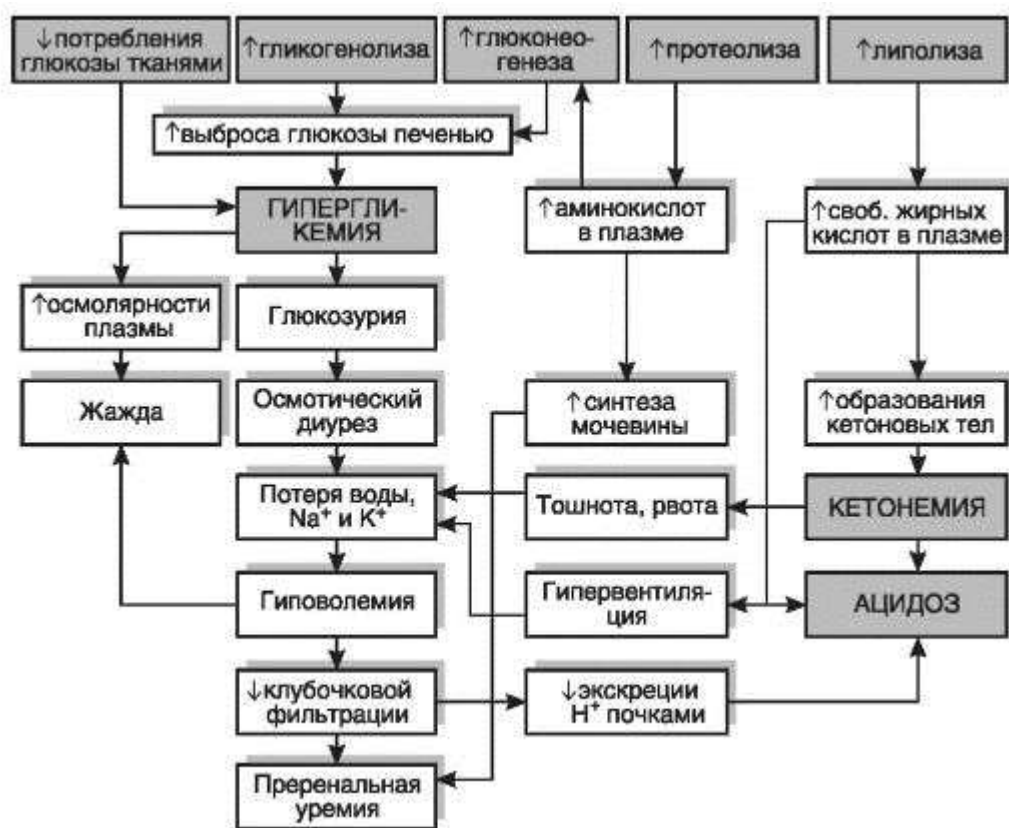 ↓потребления
глюкозы тканями
↑гликогенолиза
↑глюконео-
генеза
↑протеолиза
↑липолиза
↑выброса глюкозы печенью
ГИПЕРГЛИ-
КЕМИЯ
↑аминокислот
в плазме
↑своб. жирных
кислот в плазме
↑осмолярности
плазмы
Глюкозурия
Жажда
Осмотический
диурез
↑синтеза
мочевины
↑образования
кетоновых тел
Потеря воды,
Na⁺ и K⁺
Тошнота, рвота
КЕТОНЕМИЯ
Гиповолемия
Гипервентиля-
ция
АЦИДОЗ
↓клубочковой
фильтрации
↓экскреции
H⁺ почками
Преренальная
уремия